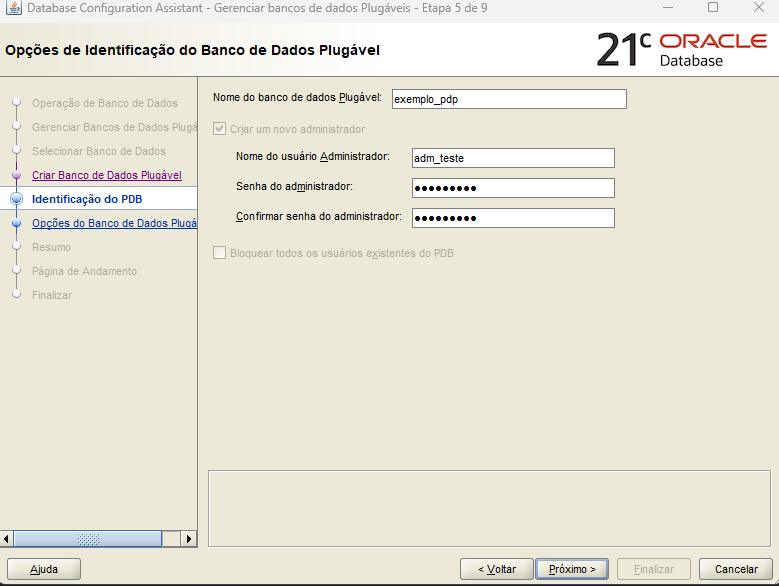 Database Configuration Assistant - Gerenciar bancos de dados Plugáveis - Etapa 5 de 9
Opções de Identificação do Banco de Dados Plugável
21c ORACLE
Database
Operação de Banco de Dados
Gerenciar Bancos de Dados Plugá
Selecionar Banco de Dados
Criar Banco de Dados Plugável
Identificação do PDB
Opções do Banco de Dados Plugá
Resumo
Página de Andamento
Finalizar
Nome do banco de dados Plugável: exemplo_pdp
Criar um novo administrador
Nome do usuário Administrador: adm_teste
Senha do administrador: ●●●●●●●●●
Confirmar senha do administrador: ●●●●●●●●●
Bloquear todos os usuários existentes do PDB
Ajuda
< Voltar
Próximo >
Finalizar
Cancelar